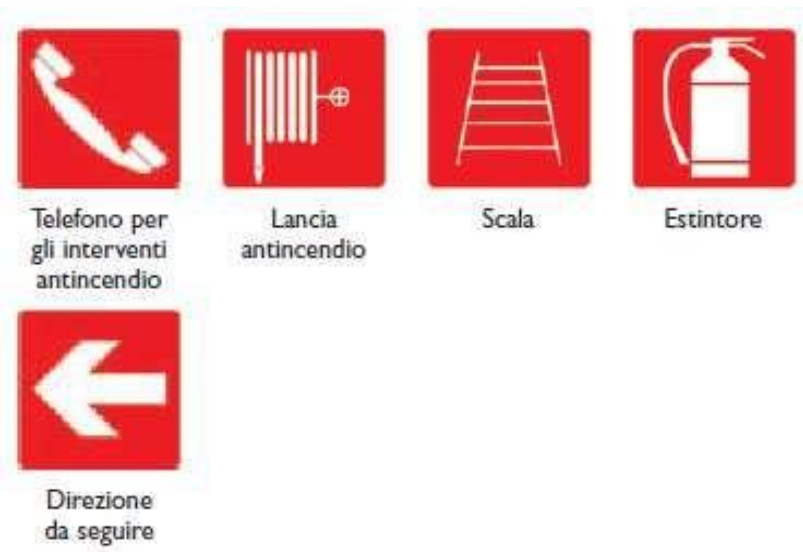 Telefono per
gli interventi
antincendio
Lancia
antincendio
Scala
Estintore
Direzione
da seguire